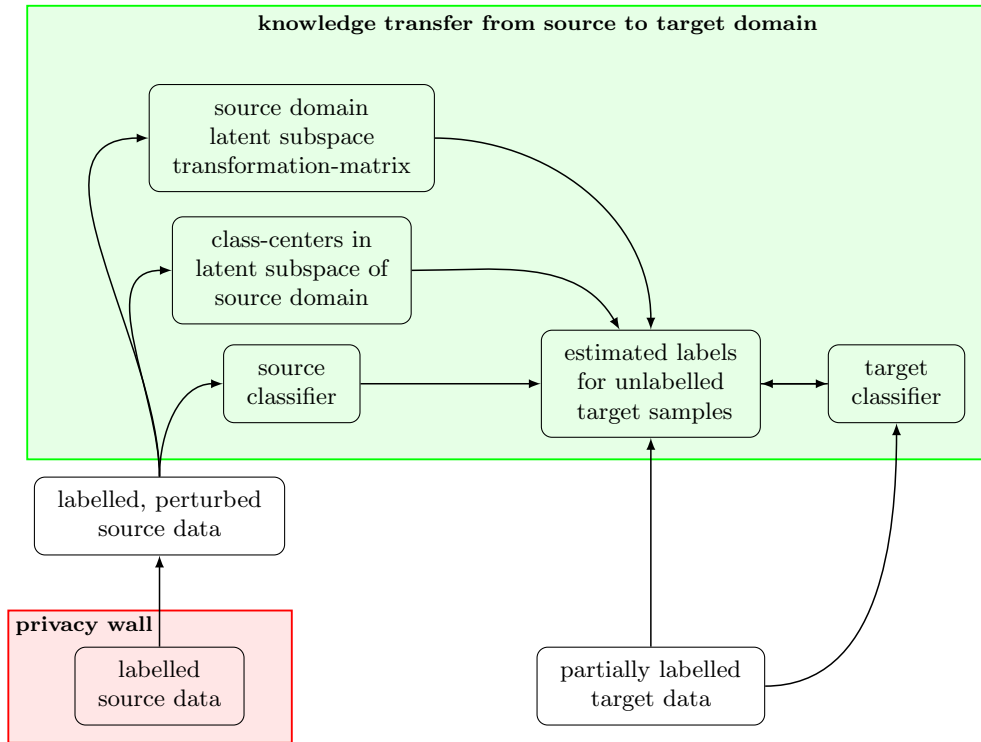 knowledge transfer from source to target domain
source domain
latent subspace
transformation-matrix
class-centers in
latent subspace of
source domain
source
classifier
estimated labels
for unlabelled
target samples
target
classifier
labelled, perturbed
source data
privacy wall
labelled
source data
partially labelled
target data